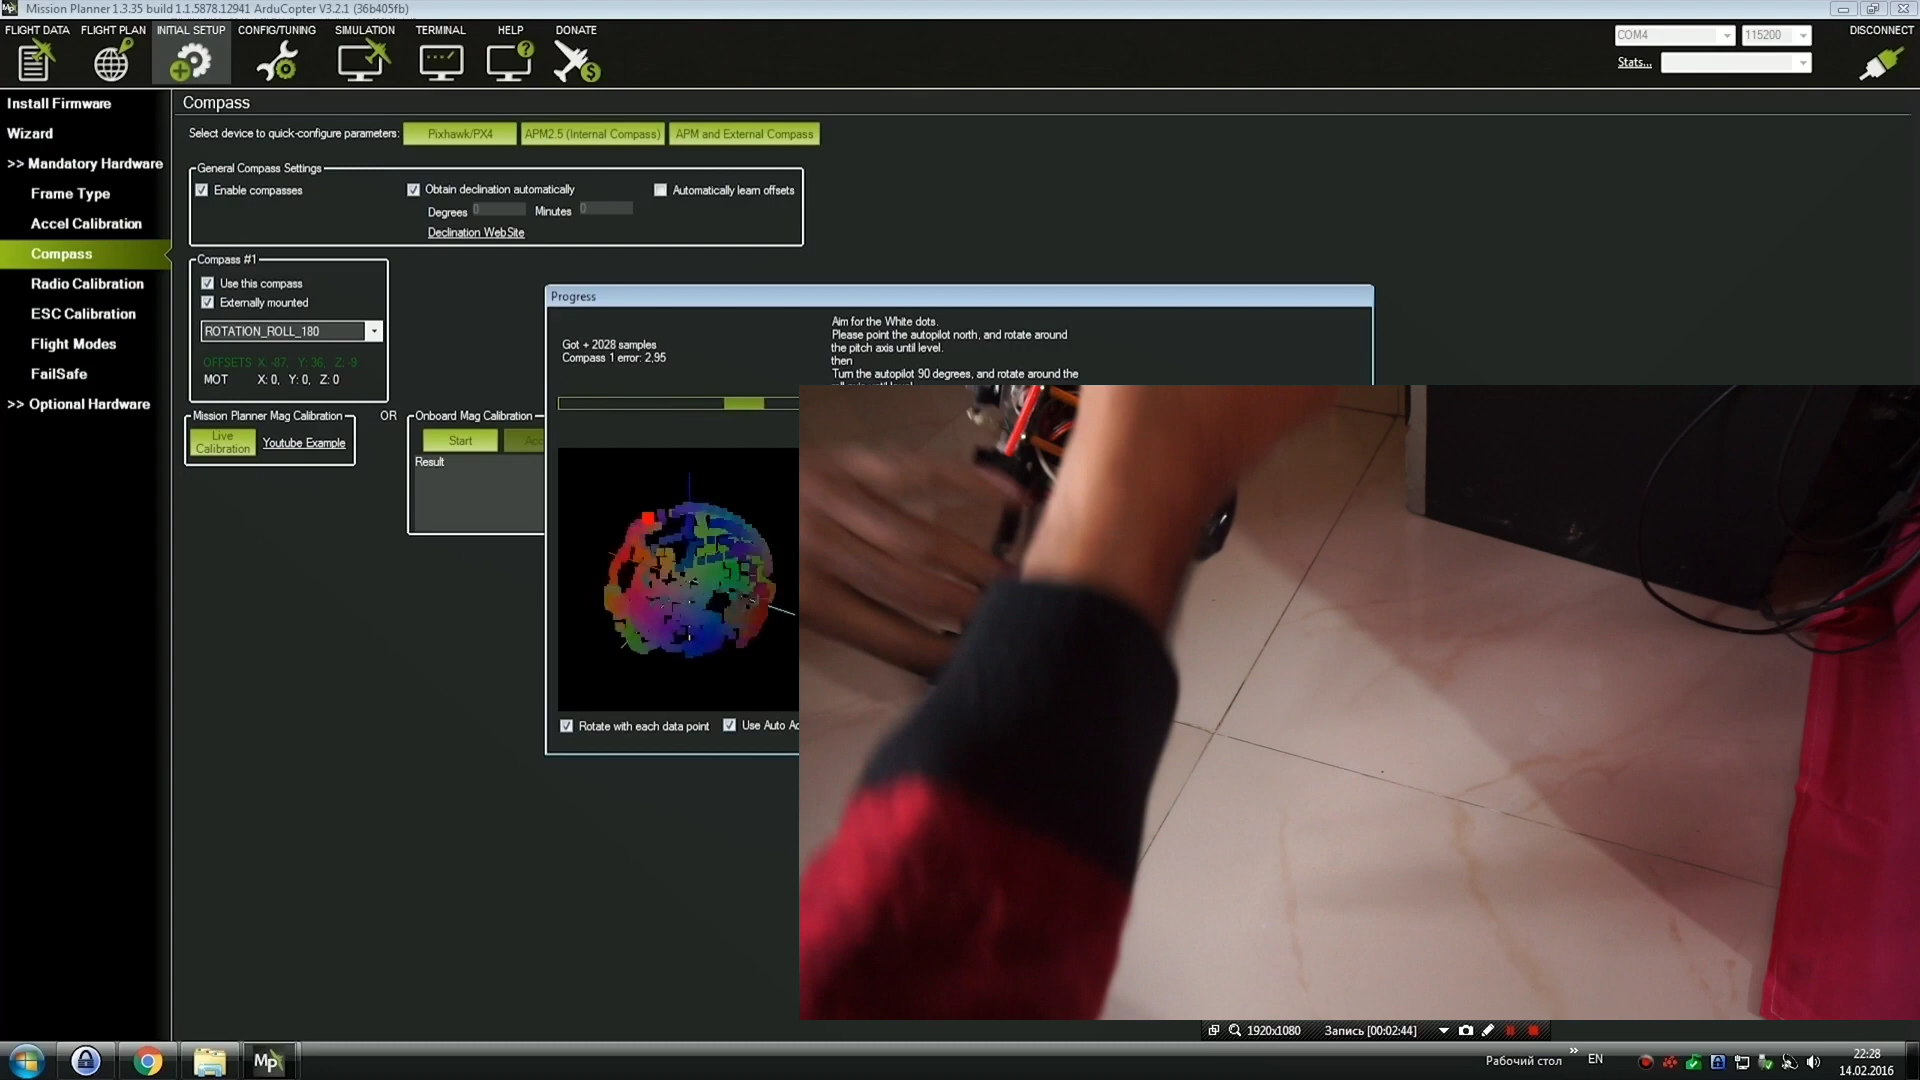 Mission Planner 1.3.35 build 1.1.5878.12941 ArduCopter V3.2.1 (36b405fb)
FLIGHT DATA FLIGHT PLAN INITIAL SETUP CONFIG/TUNING SIMULATION TERMINAL HELP DONATE
COM4 115200 DISCONNECT
Stats...
Install Firmware
Wizard
>> Mandatory Hardware
Frame Type
Accel Calibration
Compass
Radio Calibration
ESC Calibration
Flight Modes
FailSafe
>> Optional Hardware
Compass
Select device to quick-configure parameters: Pixhawk/PX4 APM2.5 (Internal Compass) APM and External Compass
General Compass Settings
Enable compasses Obtain declination automatically Automatically learn offsets
Degrees 0 Minutes 0
Declination WebSite
Compass #1
Use this compass
Externally mounted
ROTATION_ROLL_180
OFFSETS X: -87, Y: 36, Z: -9
MOT X: 0, Y: 0, Z: 0
Mission Planner Mag Calibration OR Onboard Mag Calibration
Live Calibration Youtube Example Start
Result
Progress
Got + 2028 samples
Compass 1 error: 2,95
Aim for the White dots.
Please point the autopilot north, and rotate around
the pitch axis until level.
then
Turn the autopilot 90 degrees, and rotate around the
Rotate with each data point Use Auto
1920x1080 Запись [00:02:44]
Mp
Рабочий стол » EN 22:28
14.02.2016